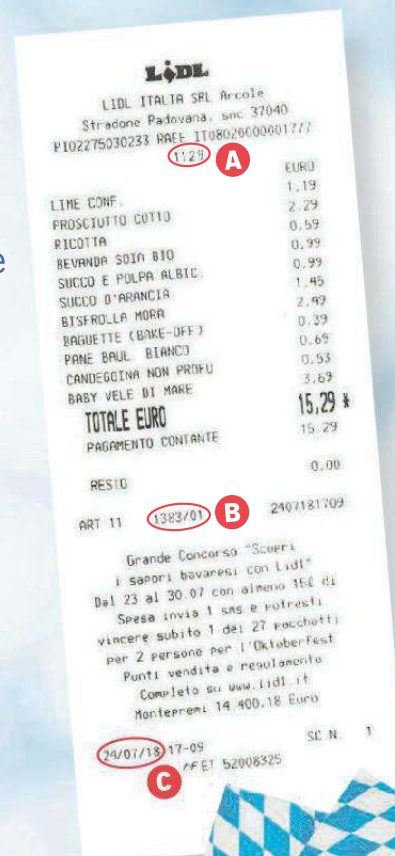 e
LIDL
LIDL ITALIA SRL Arcole
Stradone Padovana, snc 37040
PI02275030233 RAEE IT08020000001777
1129 A
EURO
LIME CONF. 1,19
PROSCIUTTO COTTO 2.29
RICOTTA 0.59
BEVANDA SOIA BIO 0.99
SUCCO E POLPA ALBIC. 0.99
SUCCO D'ARANCIA 1.45
BISFROLLA MORA 2.49
BAGUETTE (BAKE-OFF) 0.39
PANE BAUL. BIANCO 0.69
CANDEGGINA NON PROFU 0.53
BABY VELE DI MARE 3.69
TOTALE EURO 15,29 *
PAGAMENTO CONTANTE 15.29
RESTO 0.00
ART 11 1383/01 B 2407181709
Grande Concorso "Scopri
i sapori bavaresi con Lidl"
Dal 23 al 30.07 con almeno 15€ di
Spesa invia 1 sms e potresti
vincere subito 1 dei 27 pacchetti
per 2 persone per l'Oktoberfest
Punti vendita e regolamento
Completo su www.lidl.it
Montepremi 14.400,18 Euro
24/07/18 17-09 SC.N. 1
C 52008325